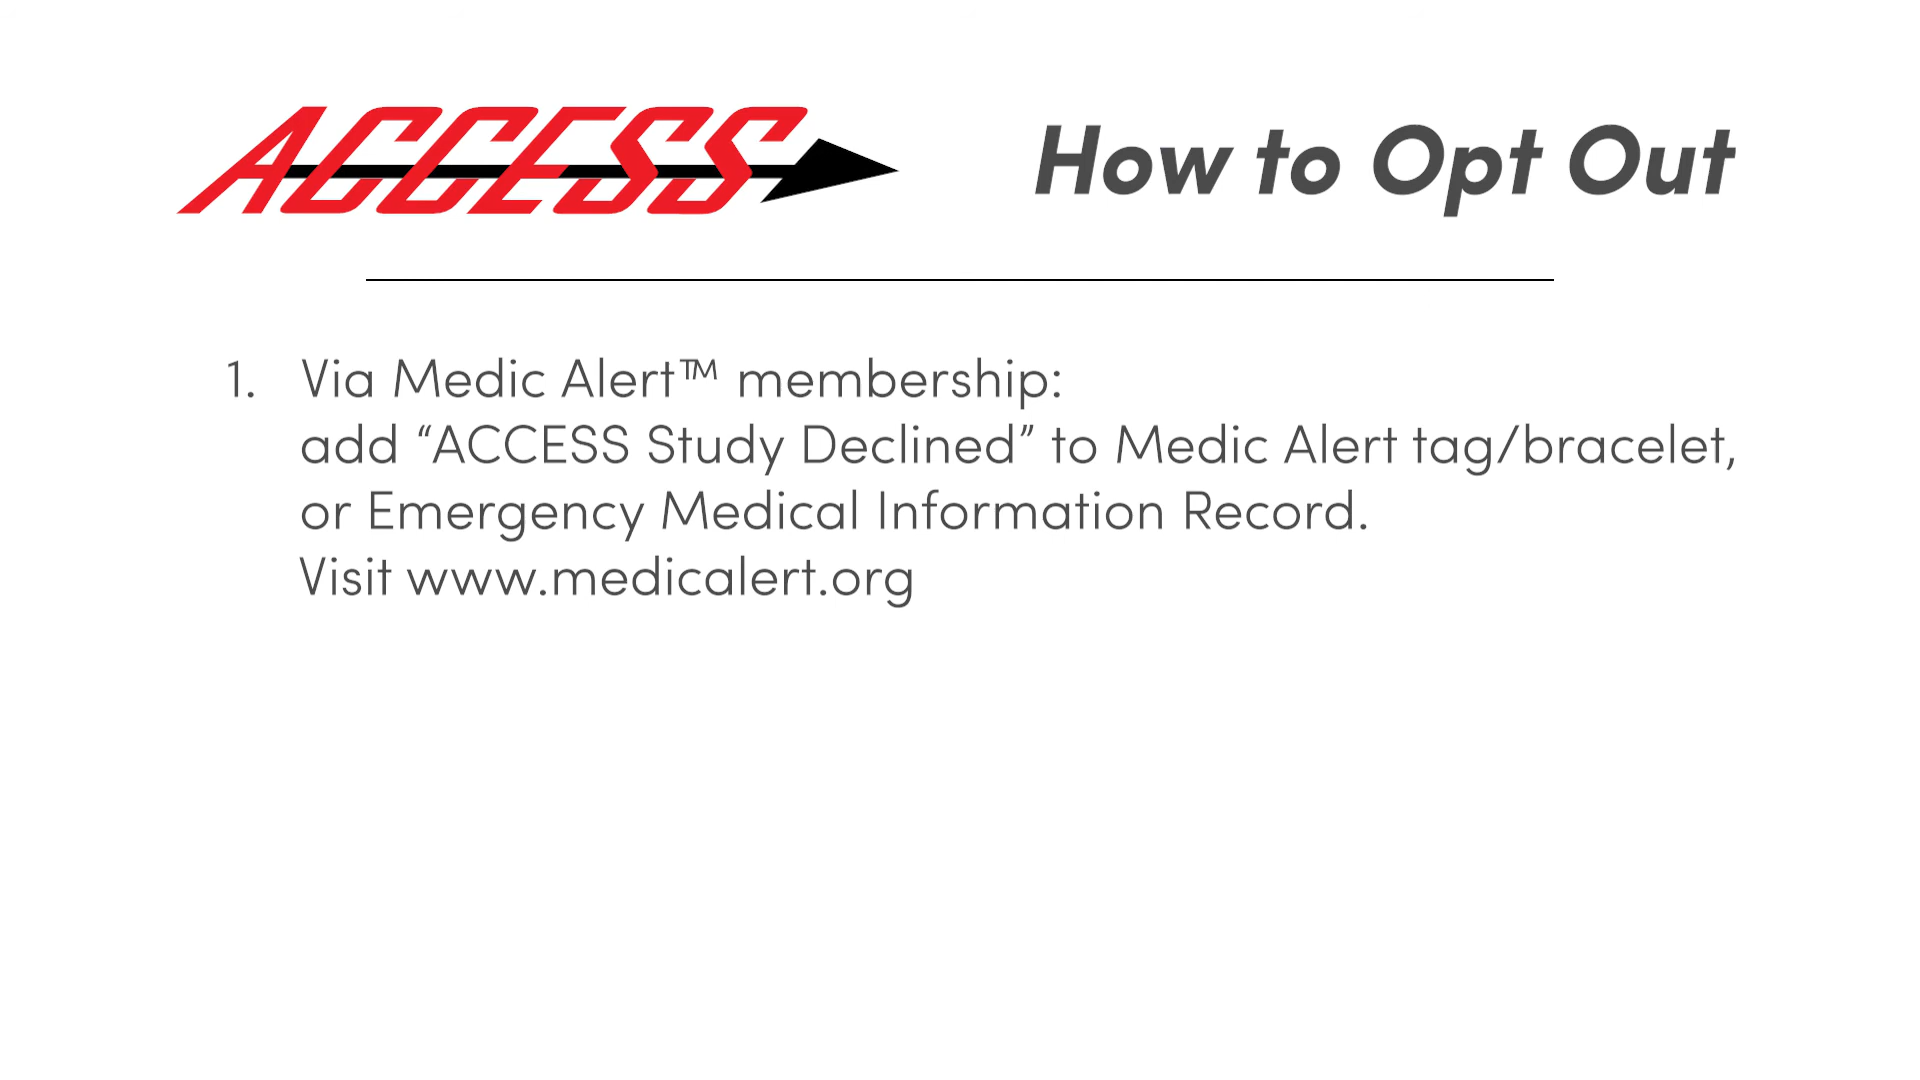 ACCESS How to Opt Out
1. Via Medic Alert™ membership:
add “ACCESS Study Declined” to Medic Alert tag/bracelet,
or Emergency Medical Information Record.
Visit www.medicalert.org